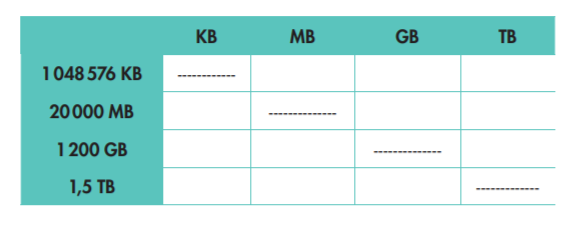 KB MB GB TB
1 048 576 KB ------------
20 000 MB --------------
1 200 GB --------------
1,5 TB -------------